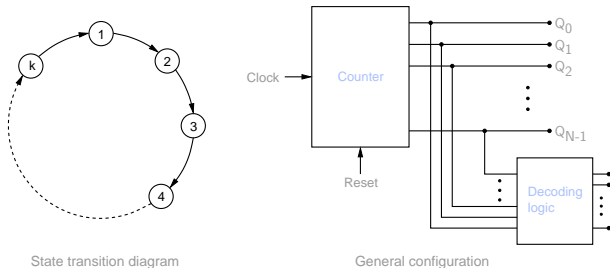 1
2
k
3
4
State transition diagram
Clock
Counter
Reset
Q0
Q1
Q2
QN-1
Decoding
logic
General configuration